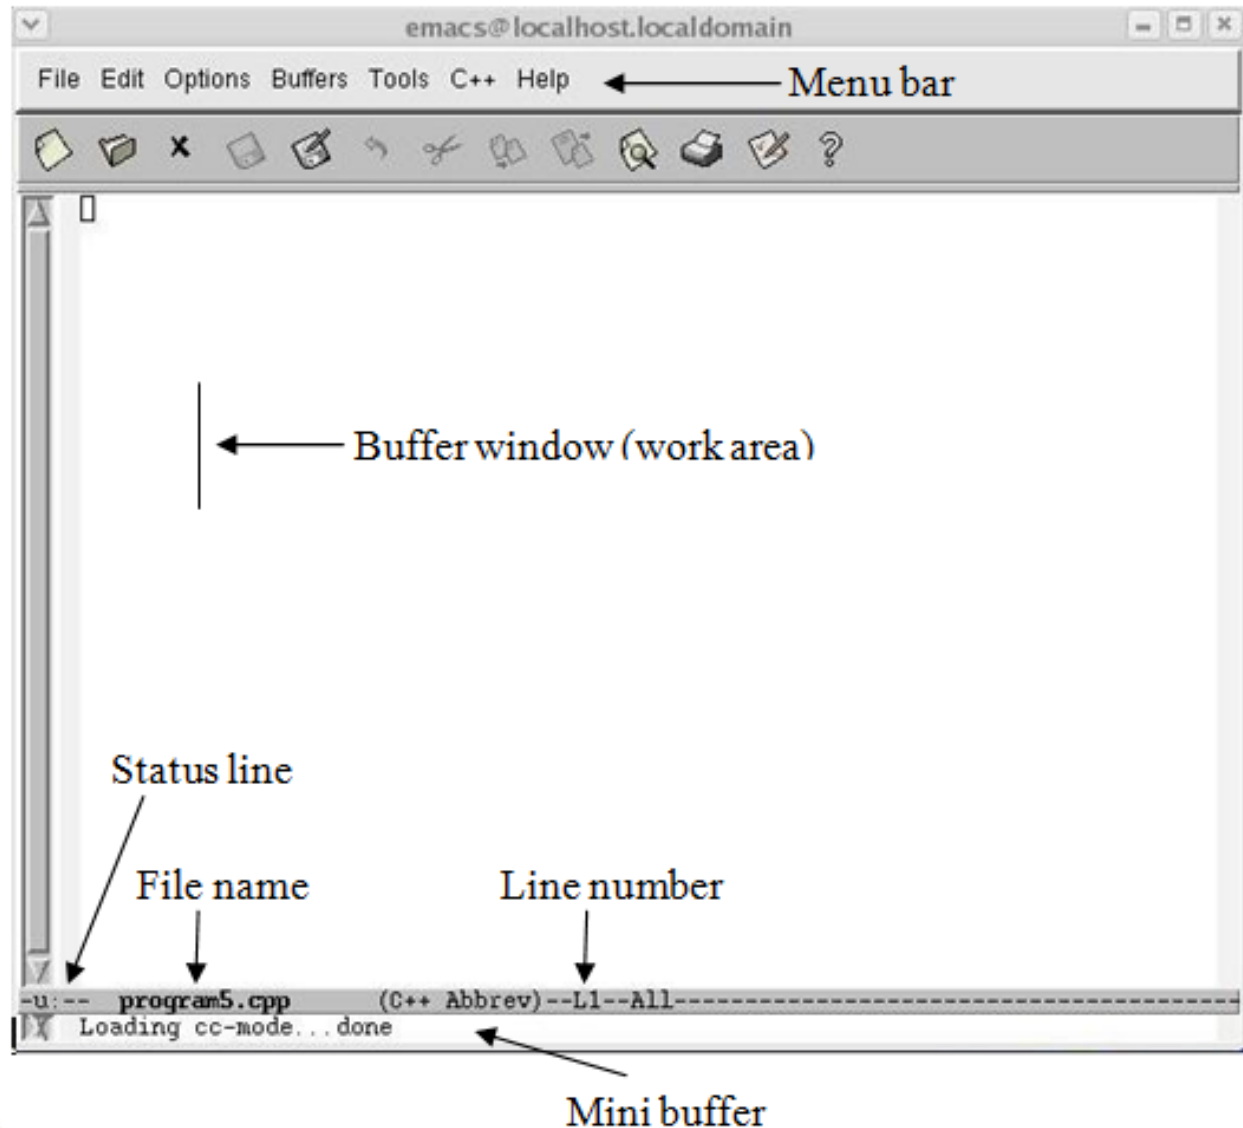 emacs@localhost.localdomain
File Edit Options Buffers Tools C++ Help
Menu bar
Buffer window (work area)
Status line
File name
Line number
-u:-- program5.cpp (C++ Abbrev)--L1--All----------------------------------------
Loading cc-mode...done
Mini buffer